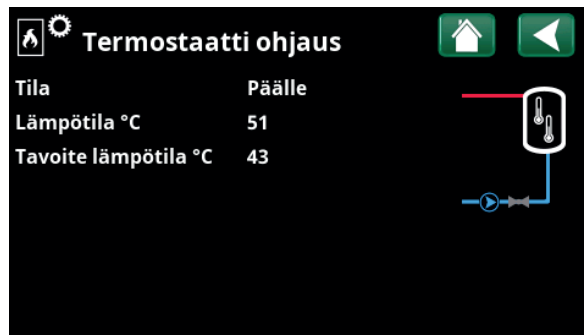 Termostaatti ohjaus
Tila Päälle
Lämpötila °C 51
Tavoite lämpötila °C 43